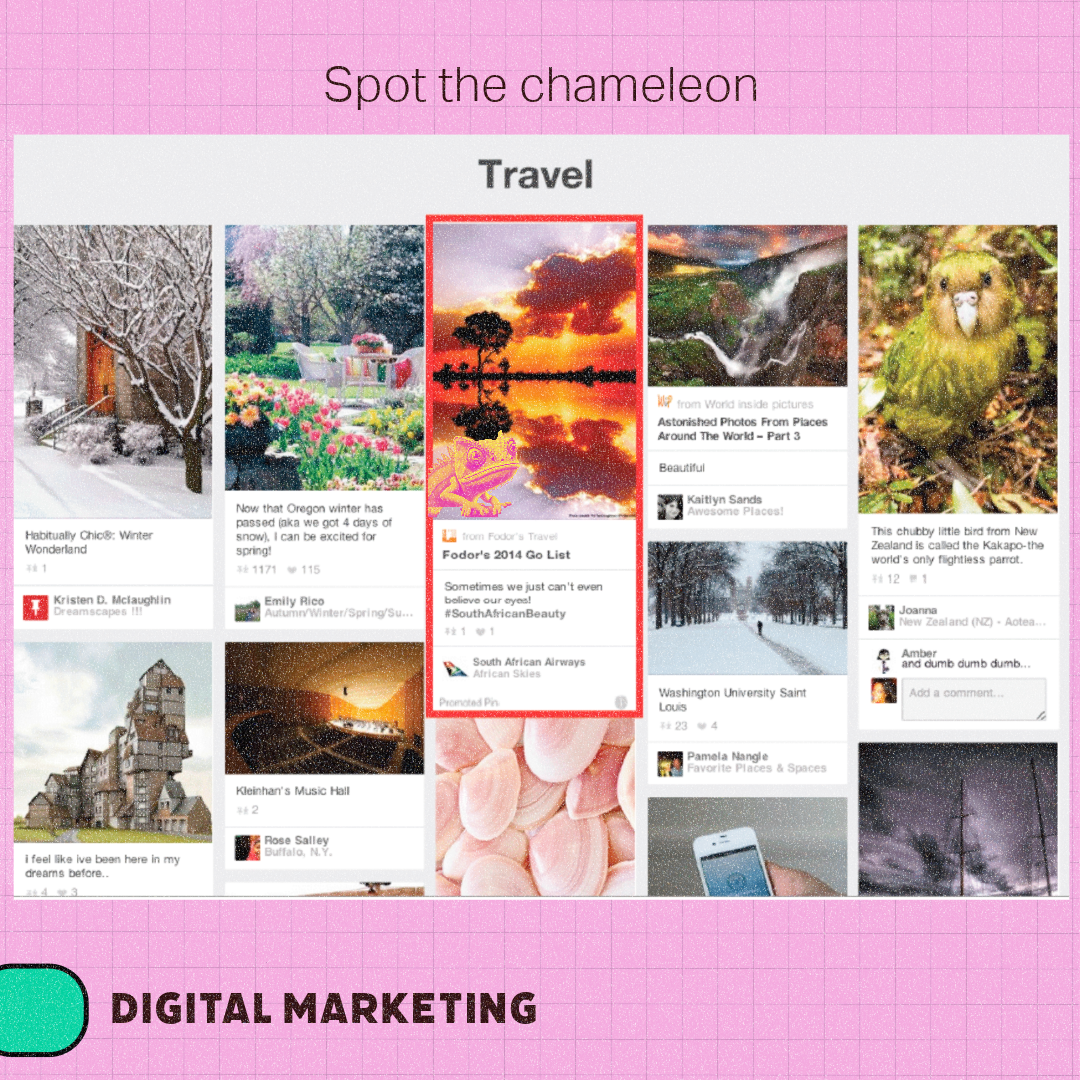 Spot the chameleon
Travel
Habitually Chic®: Winter
Wonderland
1
Kristen D. Mclaughlin
Dreamscapes !!!
i feel like ive been here in my
dreams before..
4 3
Now that Oregon winter has
passed (aka we got 4 days of
snow), I can be excited for
spring!
1171 115
Emily Rico
Autumn/Winter/Spring/Su...
Kleinhan's Music Hall
2
Rose Salley
Buffalo, N.Y.
from Fodor's Travel
Fodor's 2014 Go List
Sometimes we just can't even
believe our eyes!
#SouthAfricanBeauty
1 1
South African Airways
African Skies
Promoted Pin
from World inside pictures
Astonished Photos From Places
Around The World – Part 3
Beautiful
Kaitlyn Sands
Awesome Places!
Washington University Saint
Louis
23 4
Pamela Nangle
Favorite Places & Spaces
This chubby little bird from New
Zealand is called the Kakapo-the
world's only flightless parrot.
12 1
Joanna
New Zealand (NZ) - Aotea...
Amber
and dumb dumb dumb...
Add a comment...
DIGITAL MARKETING